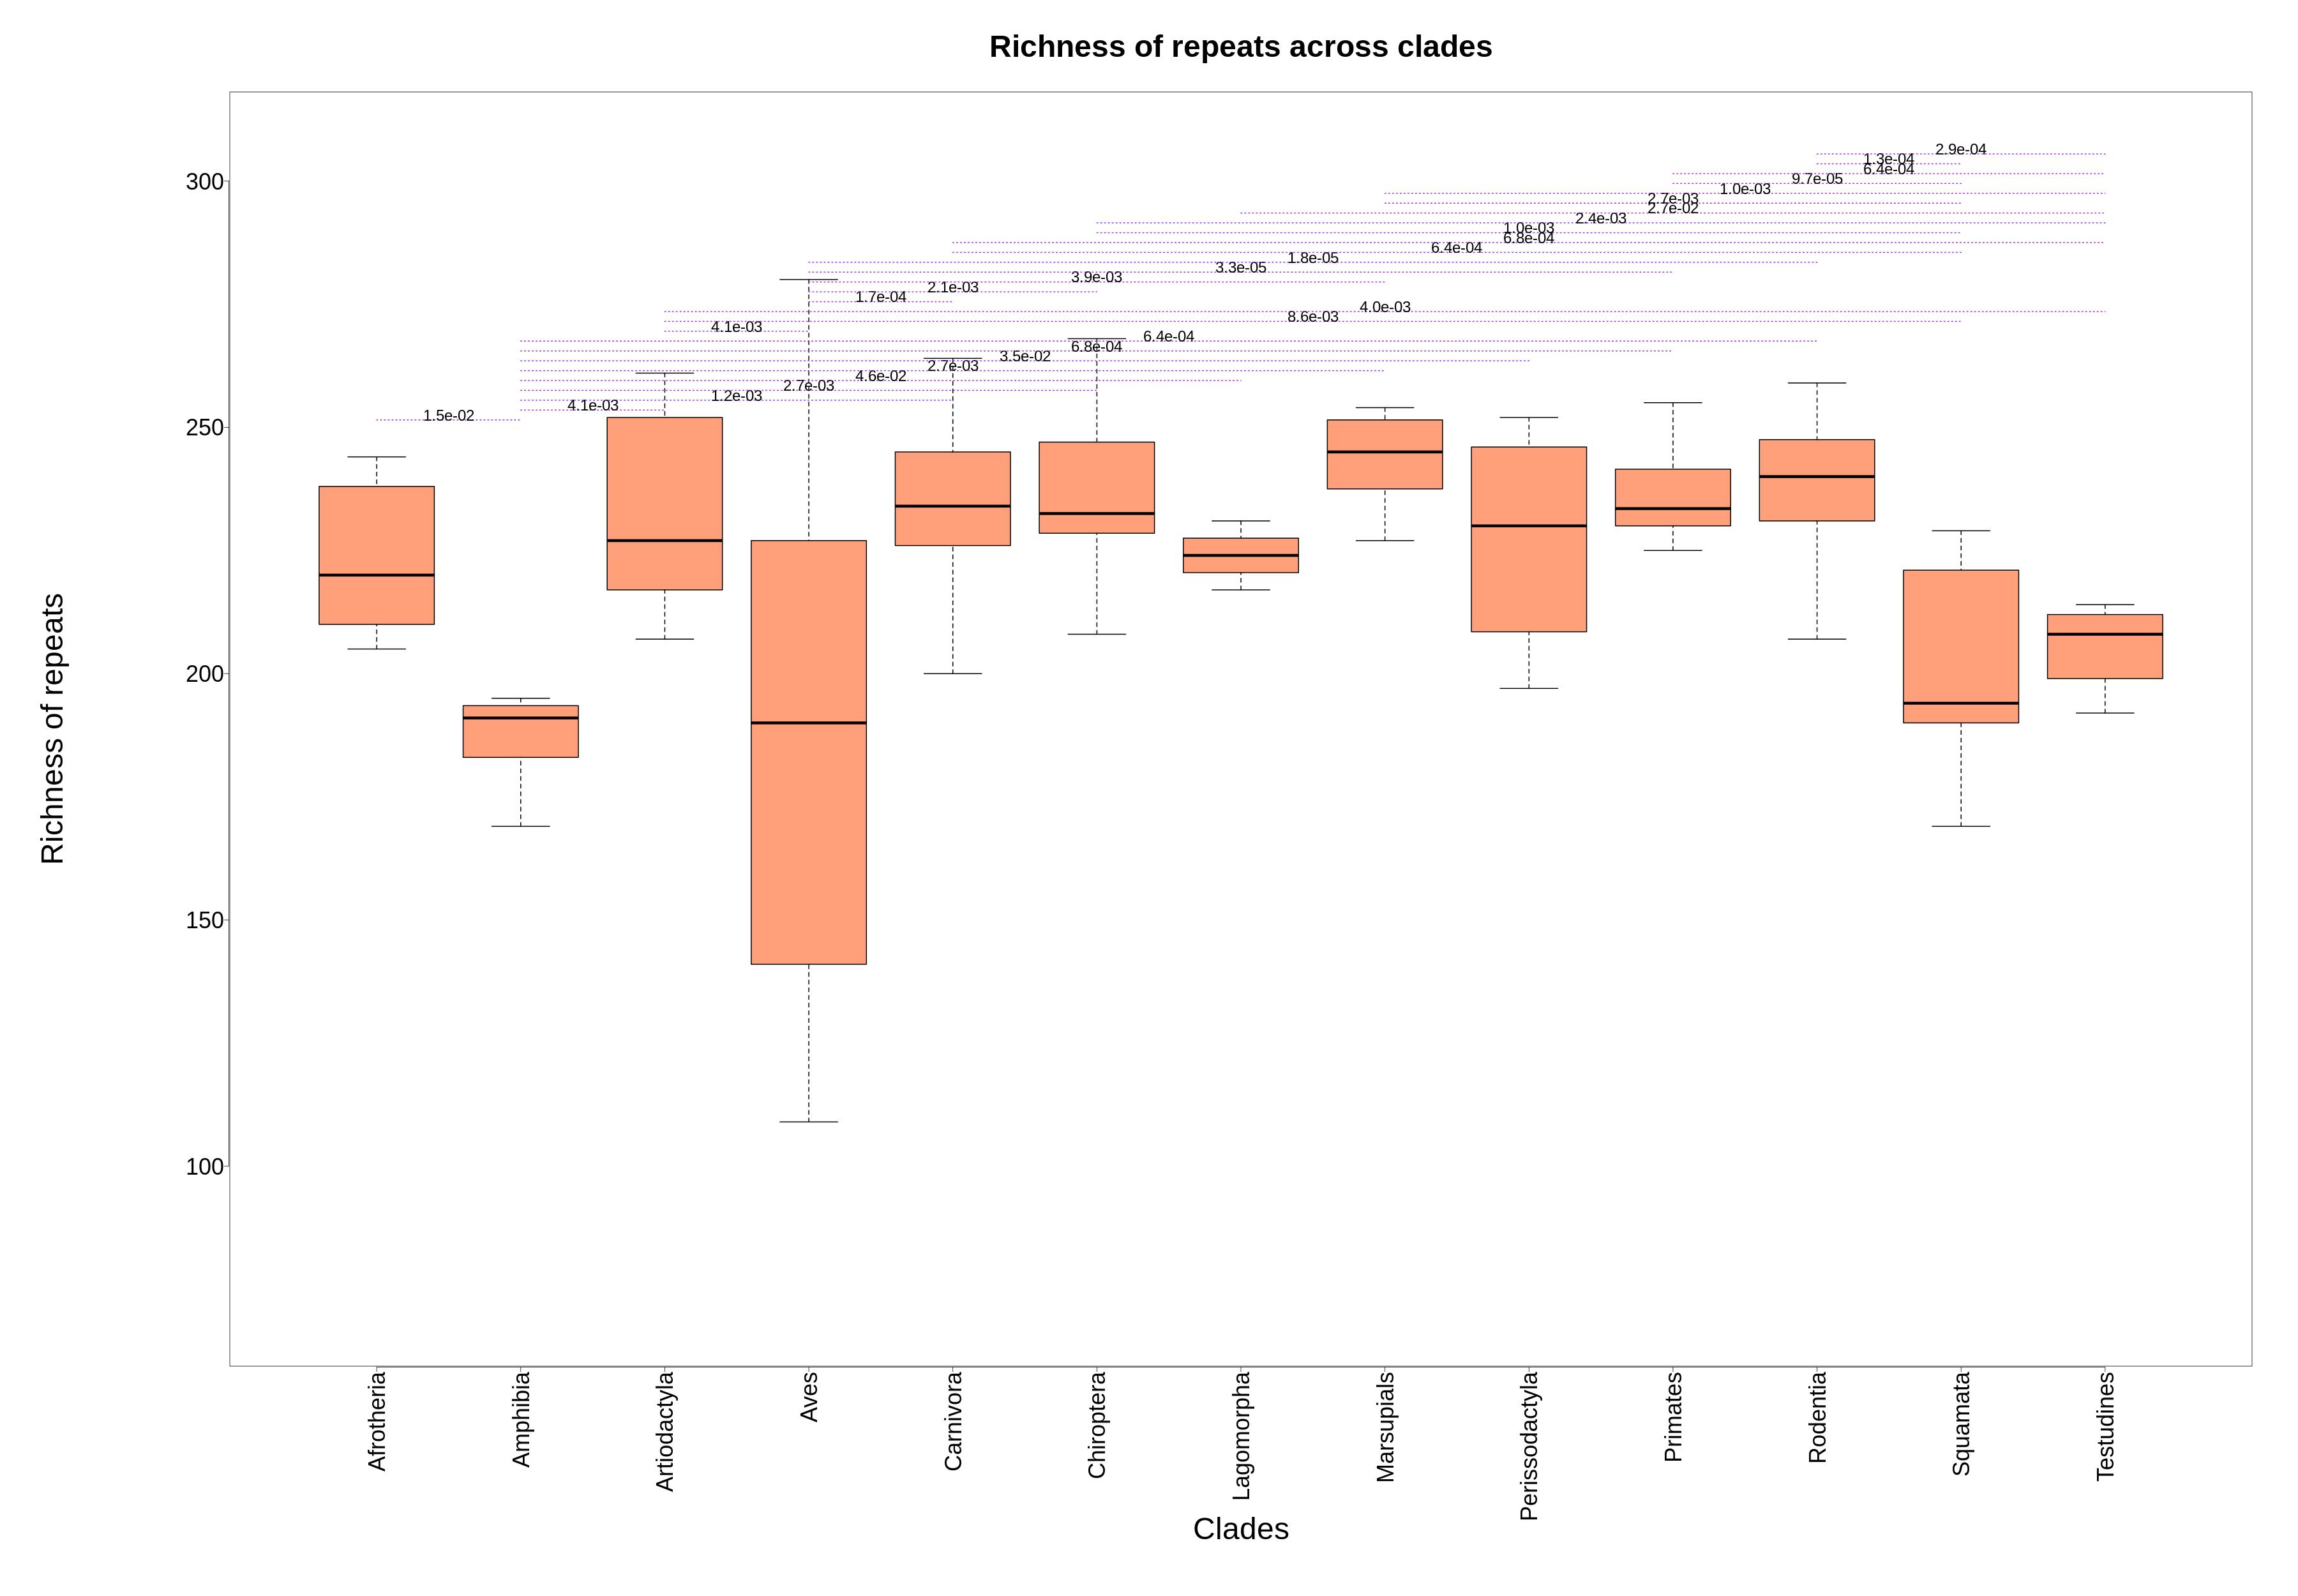 Richness of repeats across clades
2.9e-04
1.3e-04
6.4e-04
9.7e-05
1.0e-03
2.7e-03
2.7e-02
2.4e-03
1.0e-03
6.8e-04
6.4e-04
1.8e-05
3.3e-05
3.9e-03
2.1e-03
1.7e-04
4.0e-03
8.6e-03
4.1e-03
6.4e-04
6.8e-04
3.5e-02
2.7e-03
4.6e-02
2.7e-03
1.2e-03
4.1e-03
1.5e-02
300
250
200
150
100
Richness of repeats
Afrotheria
Amphibia
Artiodactyla
Aves
Carnivora
Chiroptera
Lagomorpha
Marsupials
Perissodactyla
Primates
Rodentia
Squamata
Testudines
Clades